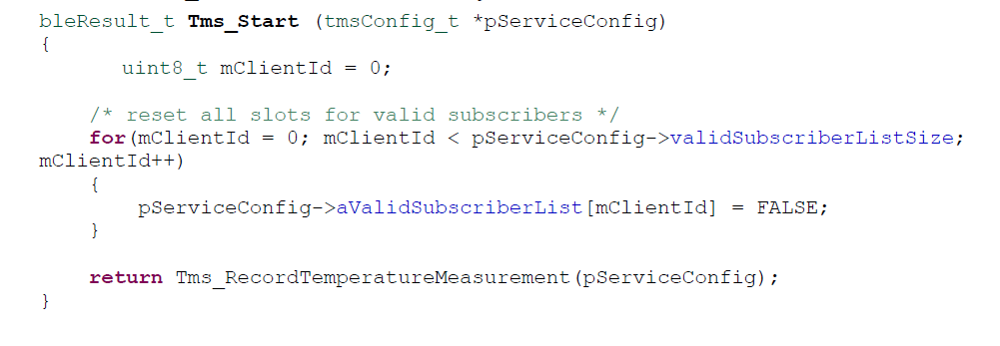 bleResult_t Tms_Start (tmsConfig_t *pServiceConfig)
{
uint8_t mClientId = 0;
/* reset all slots for valid subscribers */
for(mClientId = 0; mClientId < pServiceConfig->validSubscriberListSize;
mClientId++)
{
pServiceConfig->aValidSubscriberList[mClientId] = FALSE;
}
return Tms_RecordTemperatureMeasurement(pServiceConfig);
}